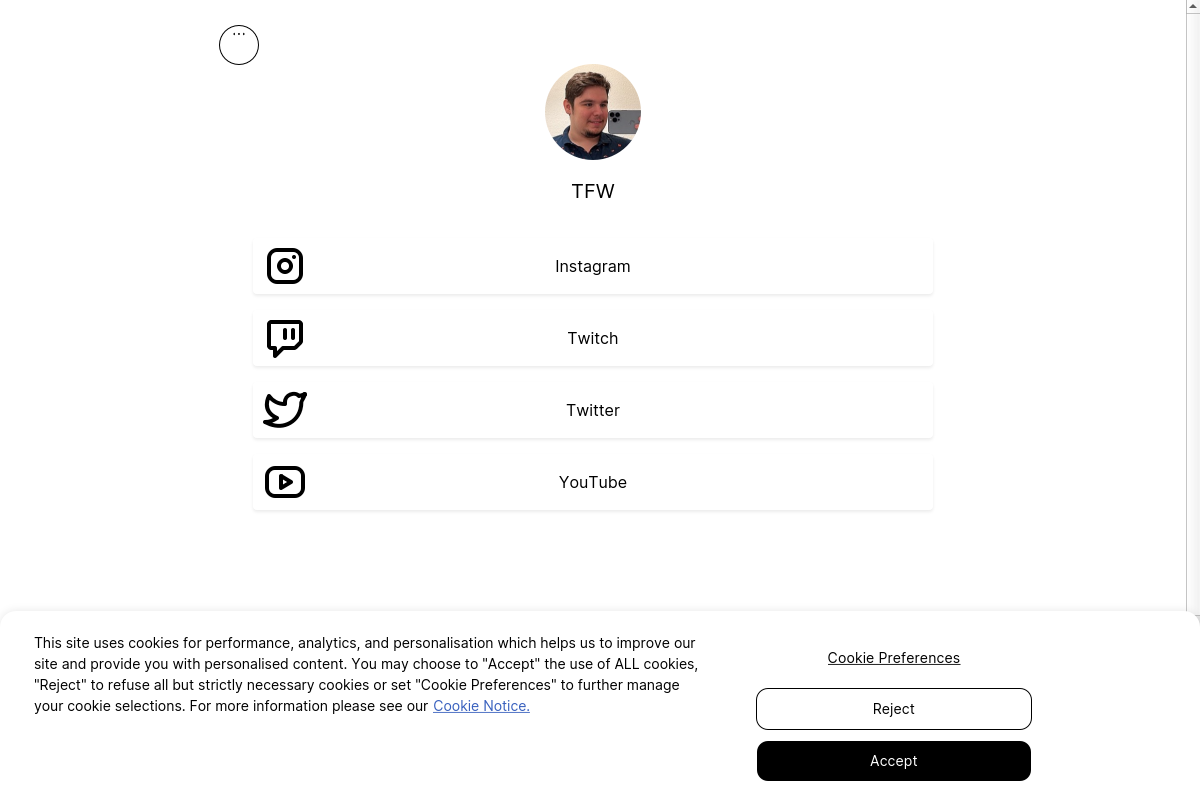 ...
TFW
Instagram
Twitch
Twitter
YouTube
This site uses cookies for performance, analytics, and personalisation which helps us to improve our
site and provide you with personalised content. You may choose to "Accept" the use of ALL cookies,
"Reject" to refuse all but strictly necessary cookies or set "Cookie Preferences" to further manage
your cookie selections. For more information please see our Cookie Notice.
Cookie Preferences
Reject
Accept